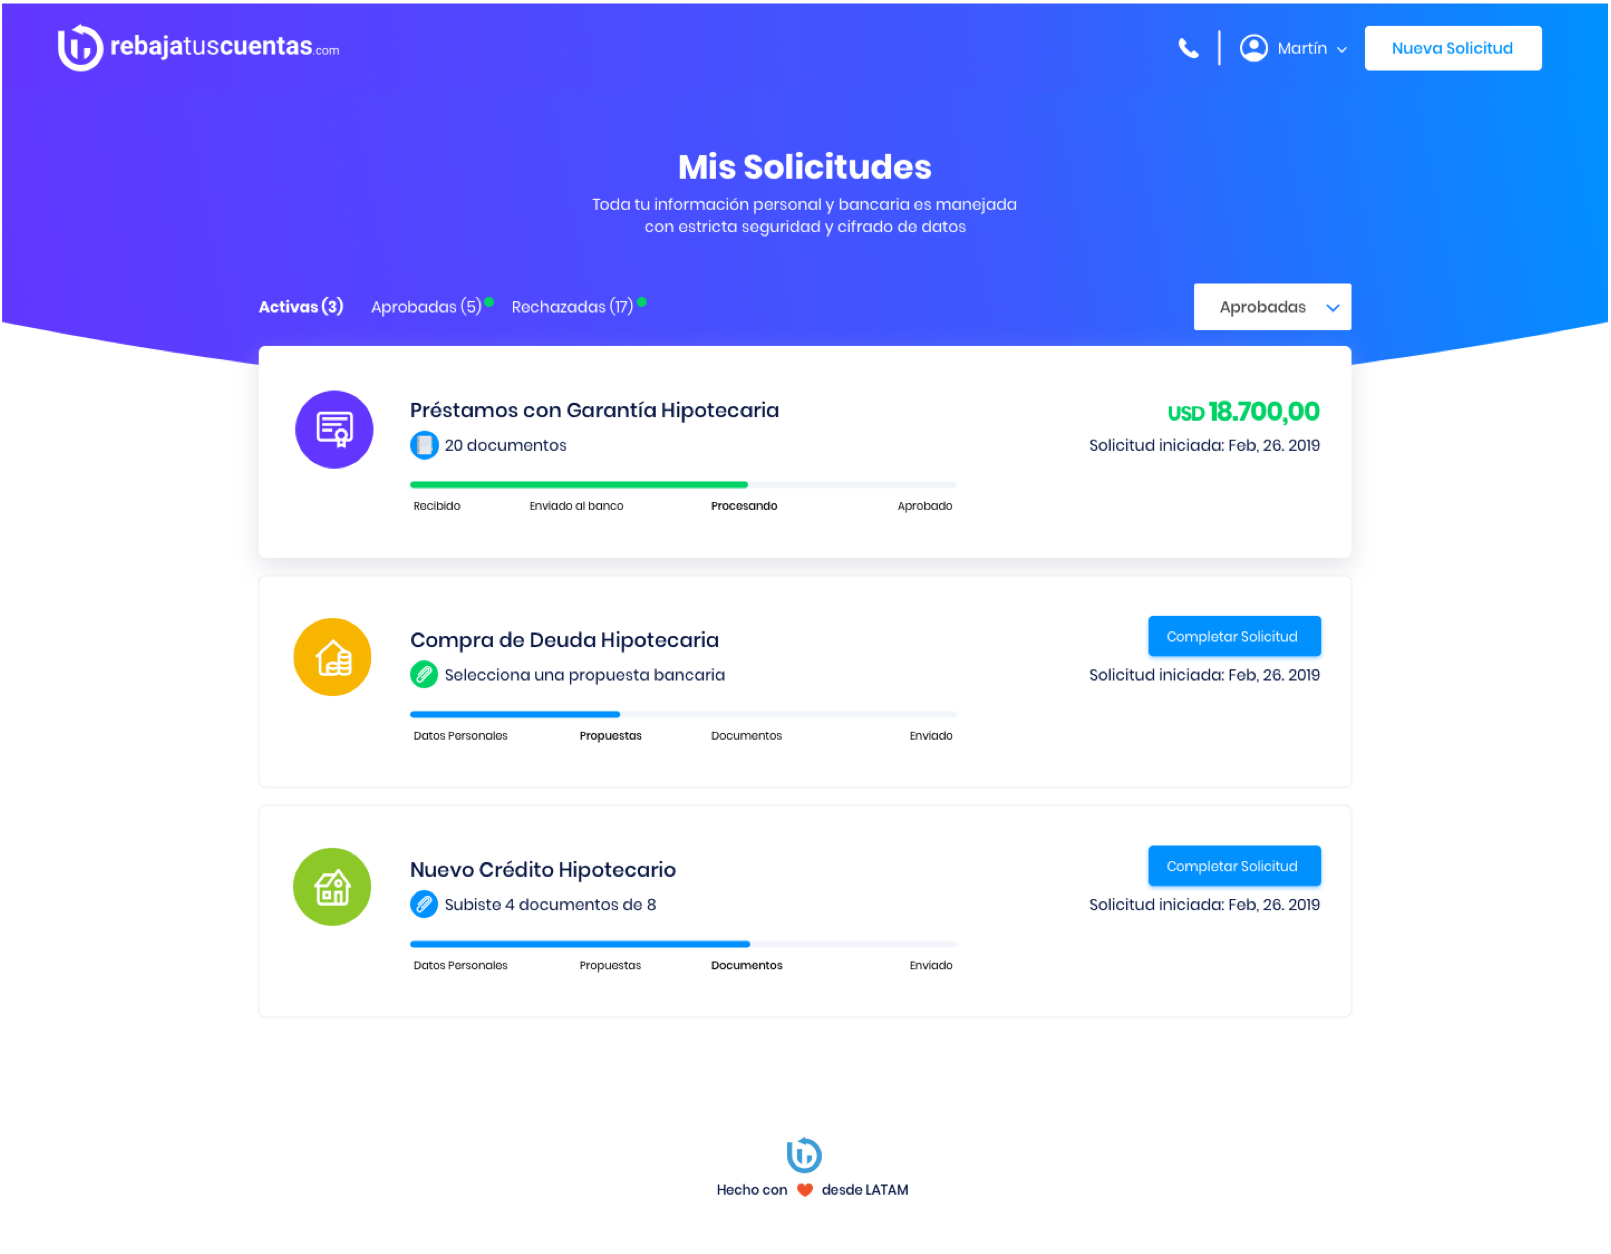 rebajatuscuentas.com
Martín
Nueva Solicitud
Mis Solicitudes
Toda tu información personal y bancaria es manejada
con estricta seguridad y cifrado de datos
Activas (3) Aprobadas (5) Rechazadas (17)
Aprobadas
Préstamos con Garantía Hipotecaria
USD 18.700,00
20 documentos
Solicitud iniciada: Feb, 26. 2019
Recibido Enviado al banco Procesando Aprobado
Compra de Deuda Hipotecaria
Completar Solicitud
Selecciona una propuesta bancaria
Solicitud iniciada: Feb, 26. 2019
Datos Personales Propuestas Documentos Enviado
Nuevo Crédito Hipotecario
Completar Solicitud
Subiste 4 documentos de 8
Solicitud iniciada: Feb, 26. 2019
Datos Personales Propuestas Documentos Enviado
Hecho con ❤ desde LATAM